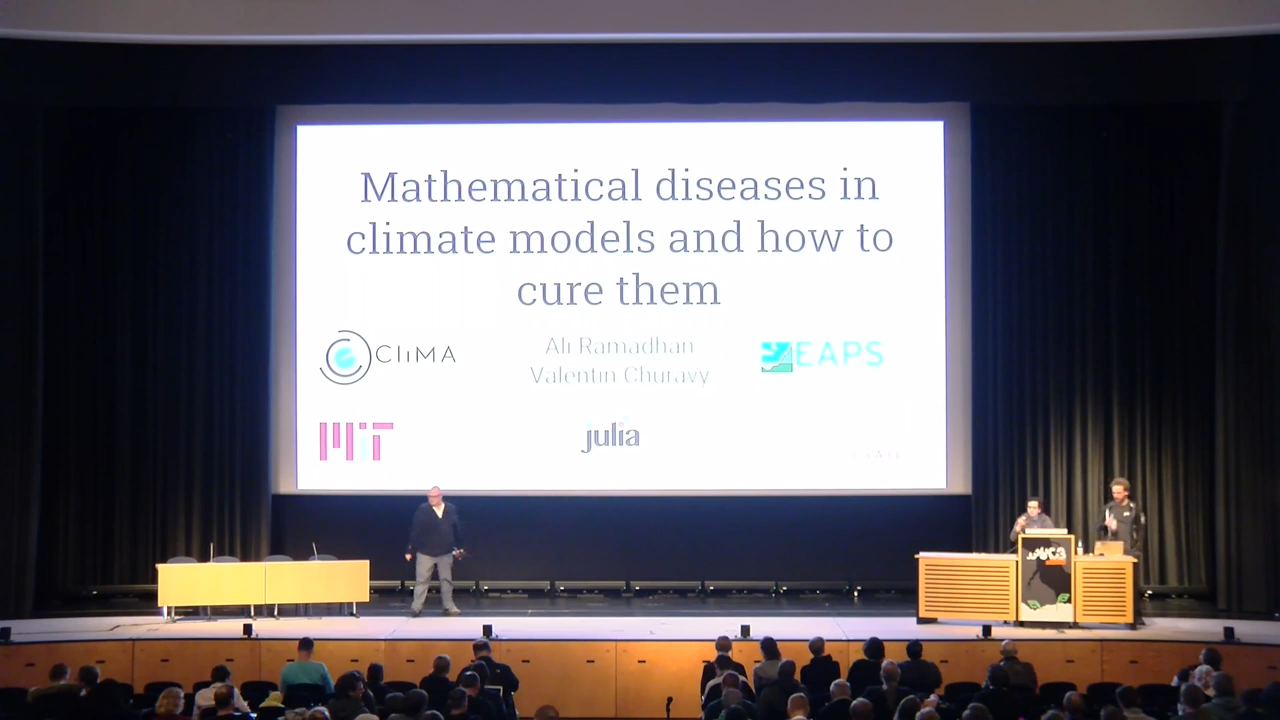 Mathematical diseases in
climate models and how to
cure them
CliMA
Ali Ramadhan
Valentin Churavy
EAPS
MIT
julia